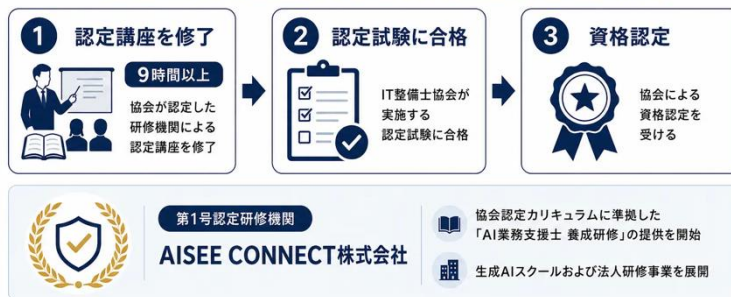 1 認定講座を修了
9時間以上
協会が認定した
研修機関による
認定講座を修了
2 認定試験に合格
IT整備士協会が
実施する
認定試験に合格
3 資格認定
協会による
資格認定を
受ける
第1号認定研修機関
AISEE CONNECT株式会社
協会認定カリキュラムに準拠した
「AI業務支援士 養成研修」の提供を開始
生成AIスクールおよび法人研修事業を展開